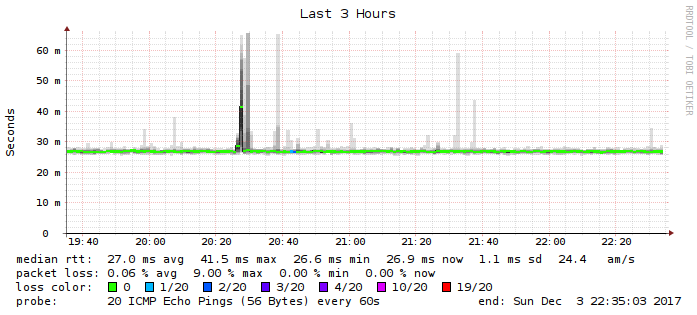 Last 3 Hours
RRDTOOL / TOBI OETIKER
Seconds
60 m
50 m
40 m
30 m
20 m
10 m
0
19:40 20:00 20:20 20:40 21:00 21:20 21:40 22:00 22:20
median rtt: 27.0 ms avg 41.5 ms max 26.6 ms min 26.9 ms now 1.1 ms sd 24.4 am/s
packet loss: 0.06 % avg 9.00 % max 0.00 % min 0.00 % now
loss color: 0 1/20 2/20 3/20 4/20 10/20 19/20
probe: 20 ICMP Echo Pings (56 Bytes) every 60s end: Sun Dec 3 22:35:03 2017